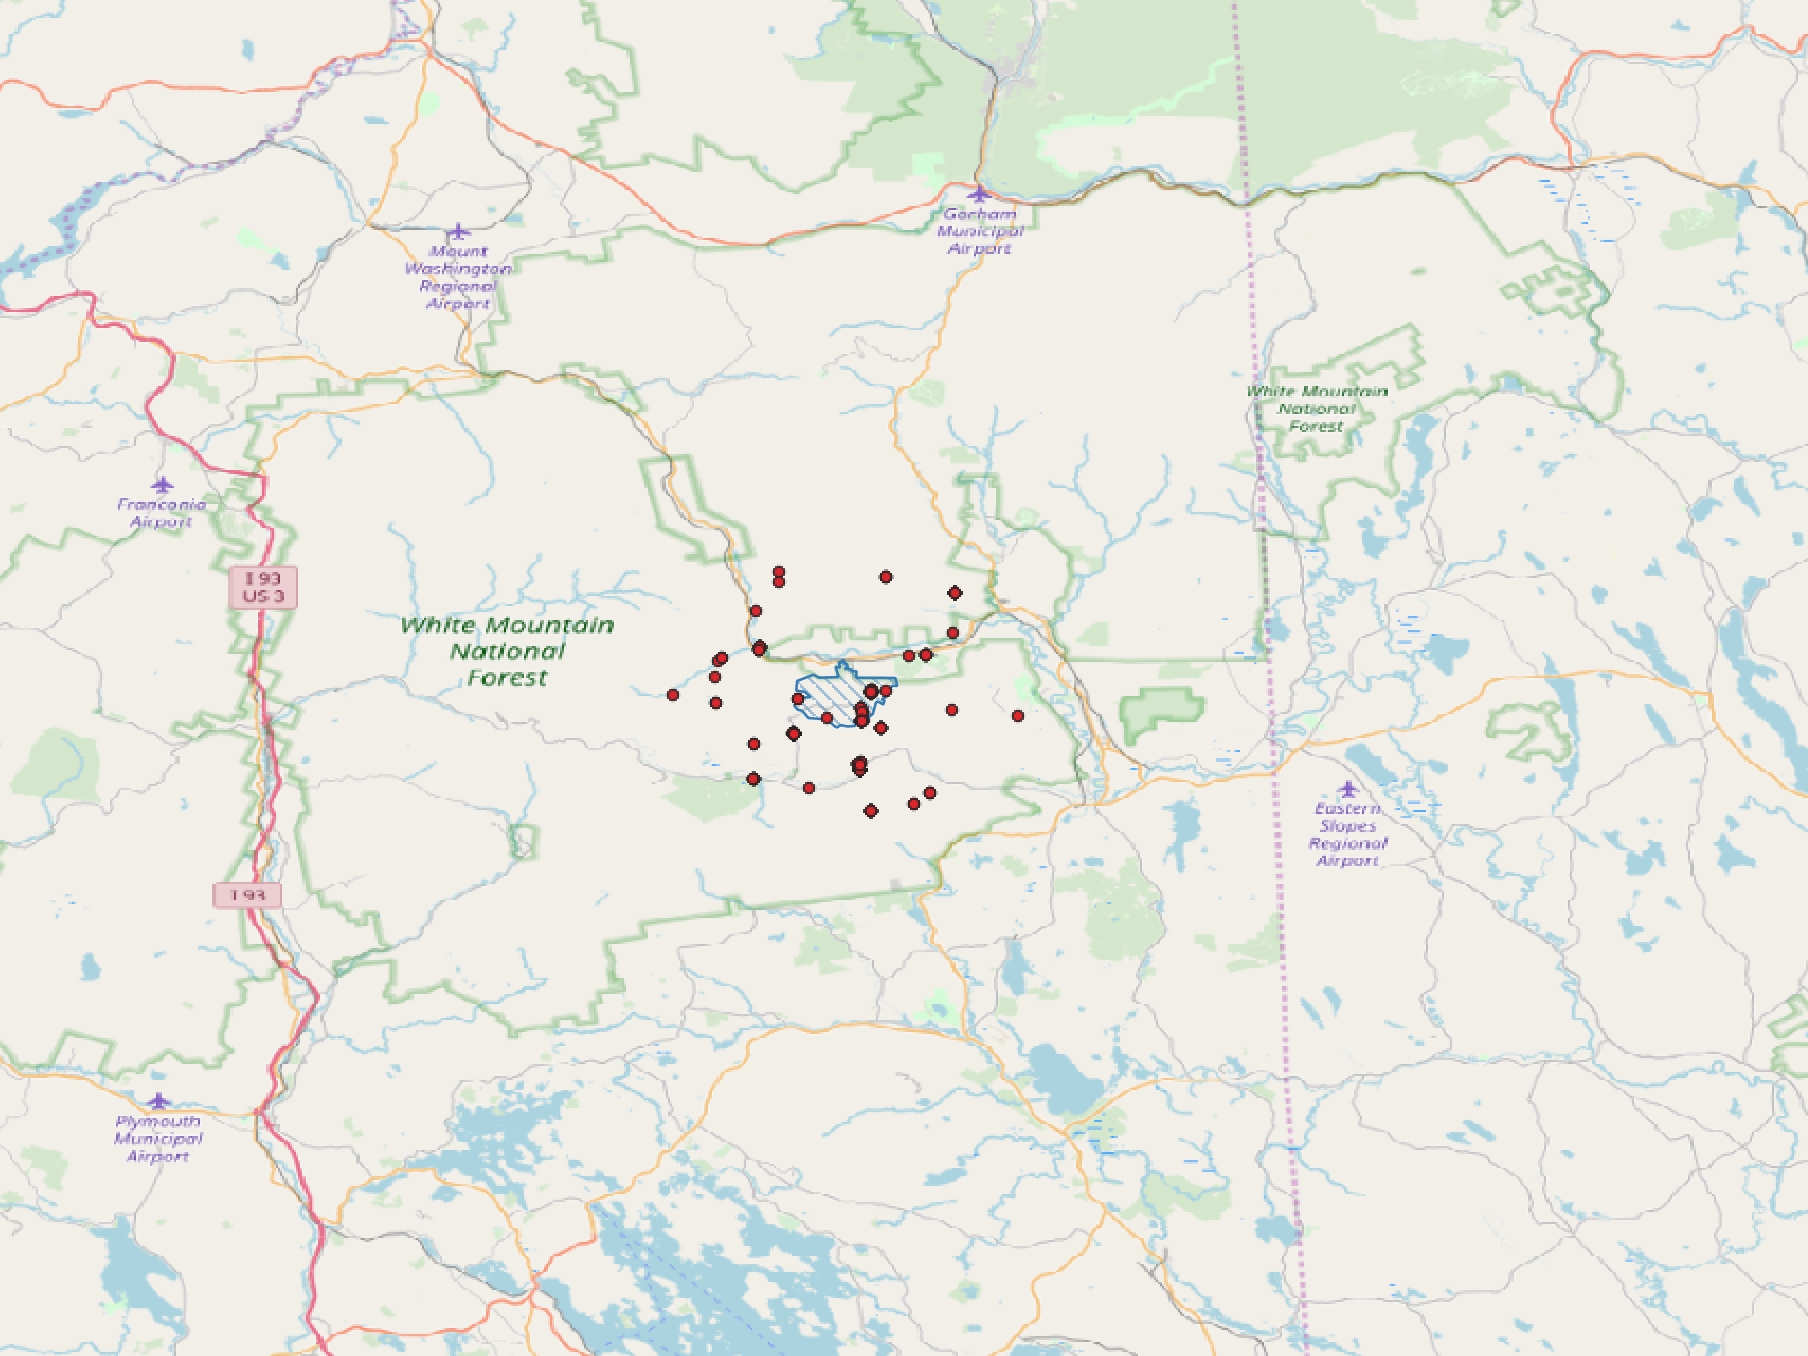 Gorham
Municipal
Airport
Mount
Washington
Regional
Airport
White Mountain
National
Forest
Franconia
Airport
I 93
US 3
White Mountain
National
Forest
Eastern
Slopes
Regional
Airport
I 93
Plymouth
Municipal
Airport